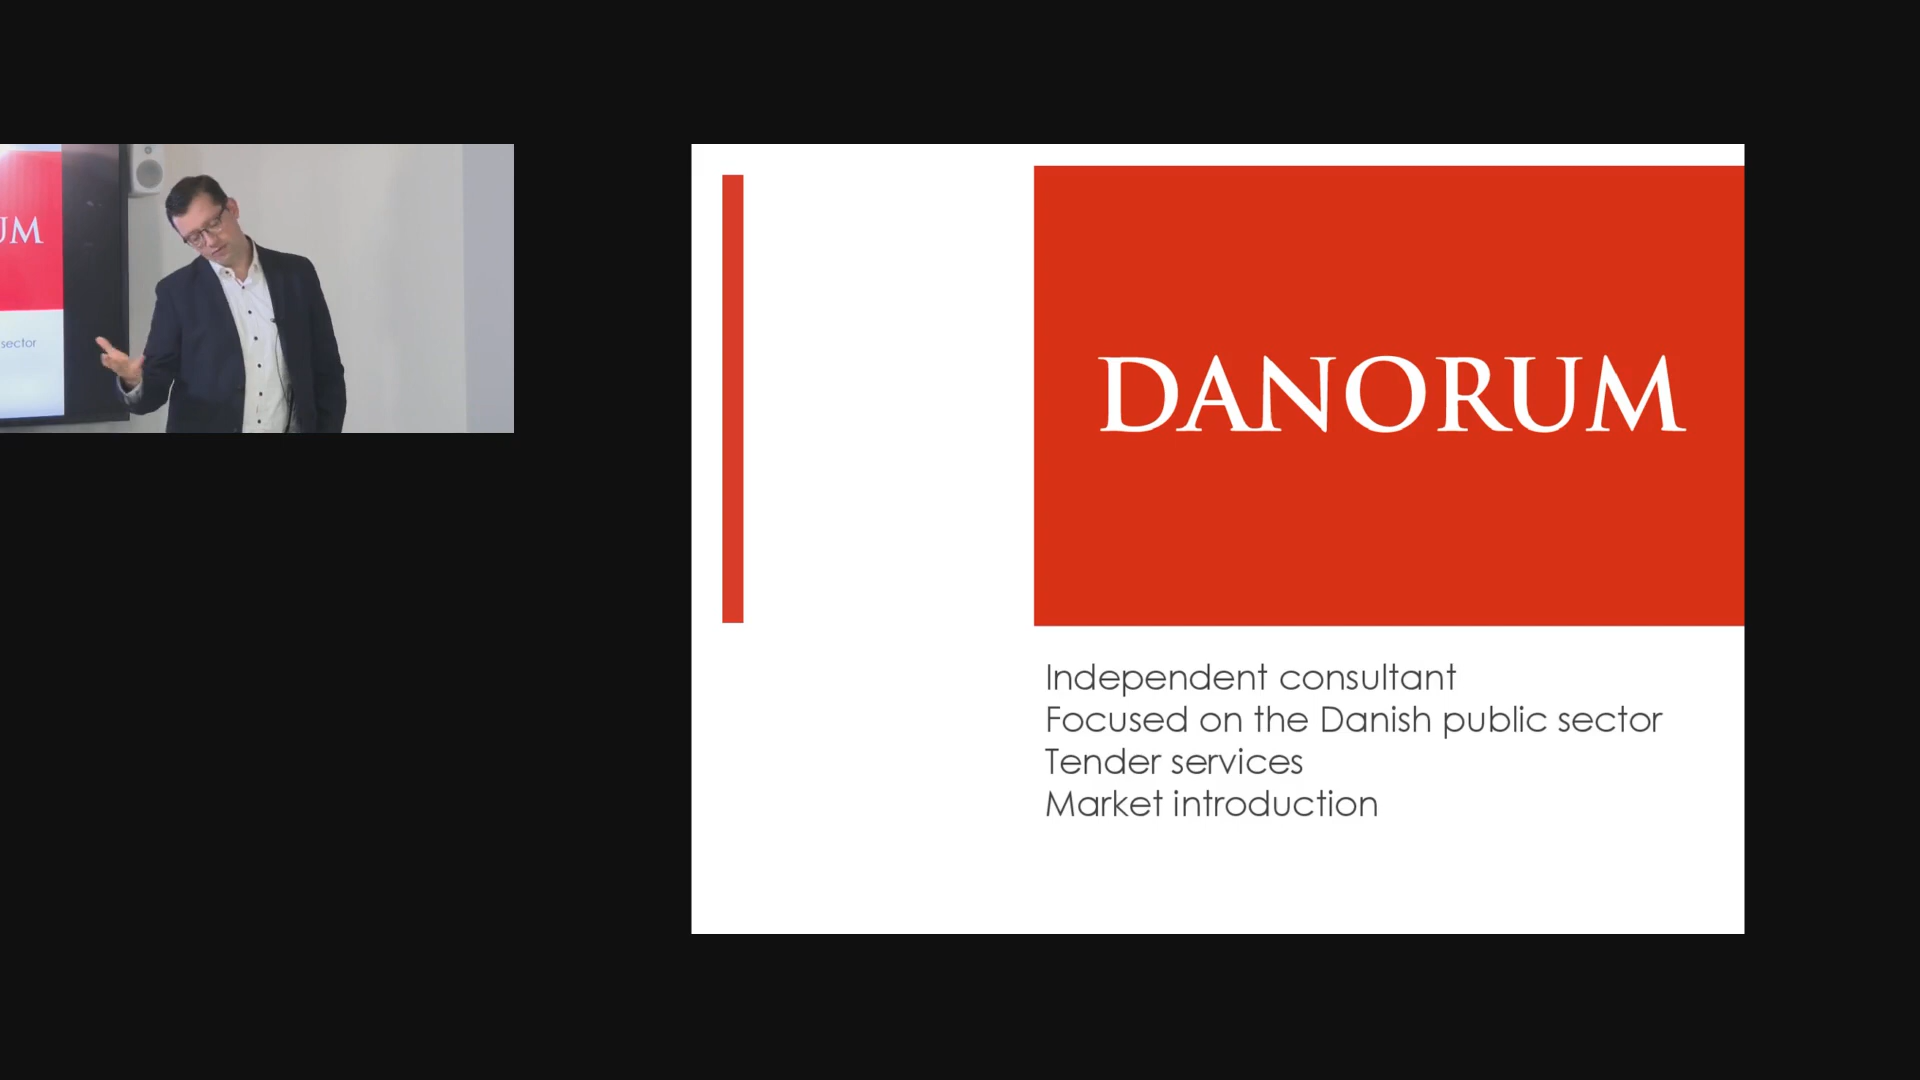 UM
sector
DANORUM
Independent consultant
Focused on the Danish public sector
Tender services
Market introduction